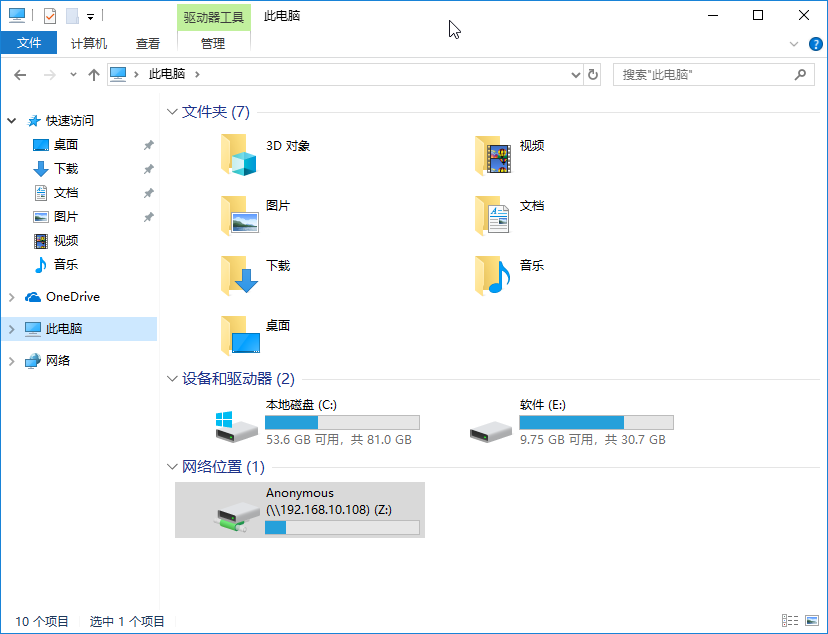 驱动器工具
此电脑
文件
计算机
查看
管理
此电脑
搜索"此电脑"
快速访问
桌面
下载
文档
图片
视频
音乐
OneDrive
此电脑
网络
文件夹 (7)
3D 对象
视频
图片
文档
下载
音乐
桌面
设备和驱动器 (2)
本地磁盘 (C:)
53.6 GB 可用，共 81.0 GB
软件 (E:)
9.75 GB 可用，共 30.7 GB
网络位置 (1)
Anonymous
(\\192.168.10.108) (Z:)
10 个项目
选中 1 个项目